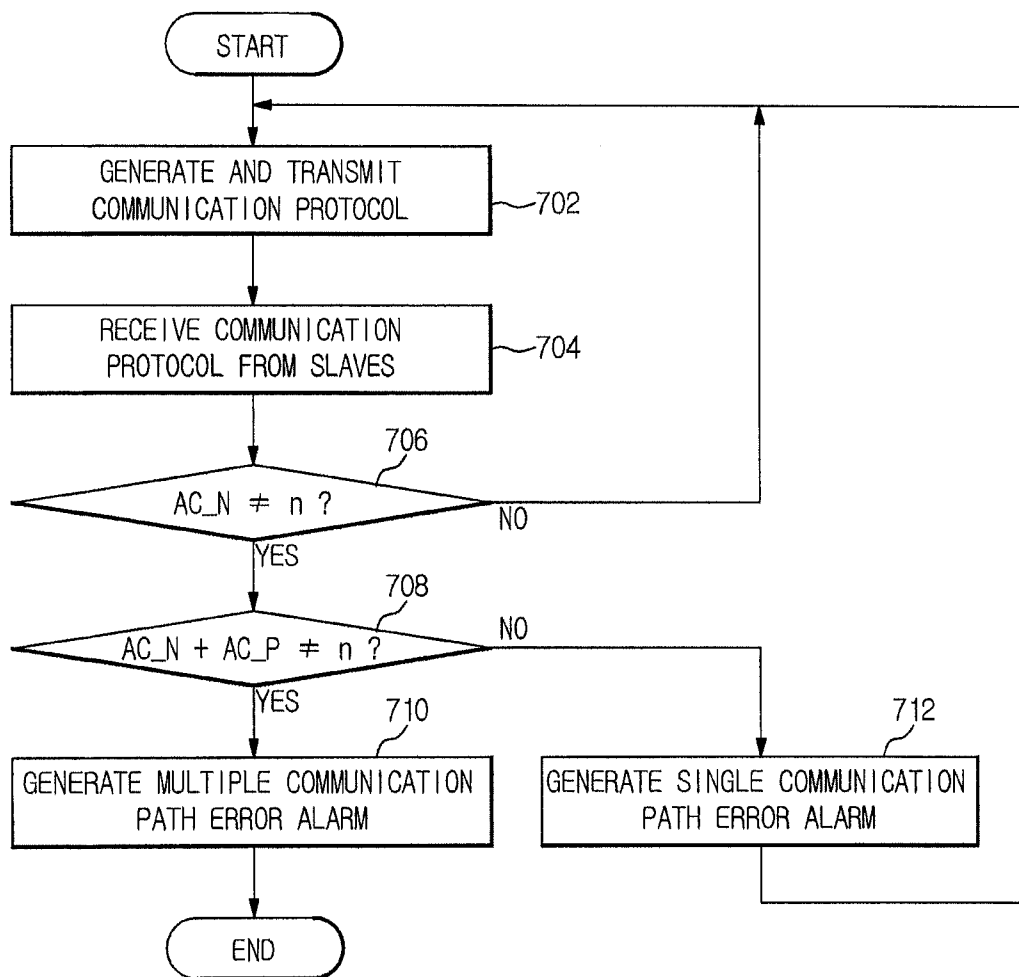 START
GENERATE AND TRANSMIT
COMMUNICATION PROTOCOL
702
RECEIVE COMMUNICATION
PROTOCOL FROM SLAVES
704
706
AC_N ≠ n ?
NO
YES
708
AC_N + AC_P ≠ n ?
NO
YES
710
GENERATE MULTIPLE COMMUNICATION
PATH ERROR ALARM
712
GENERATE SINGLE COMMUNICATION
PATH ERROR ALARM
END